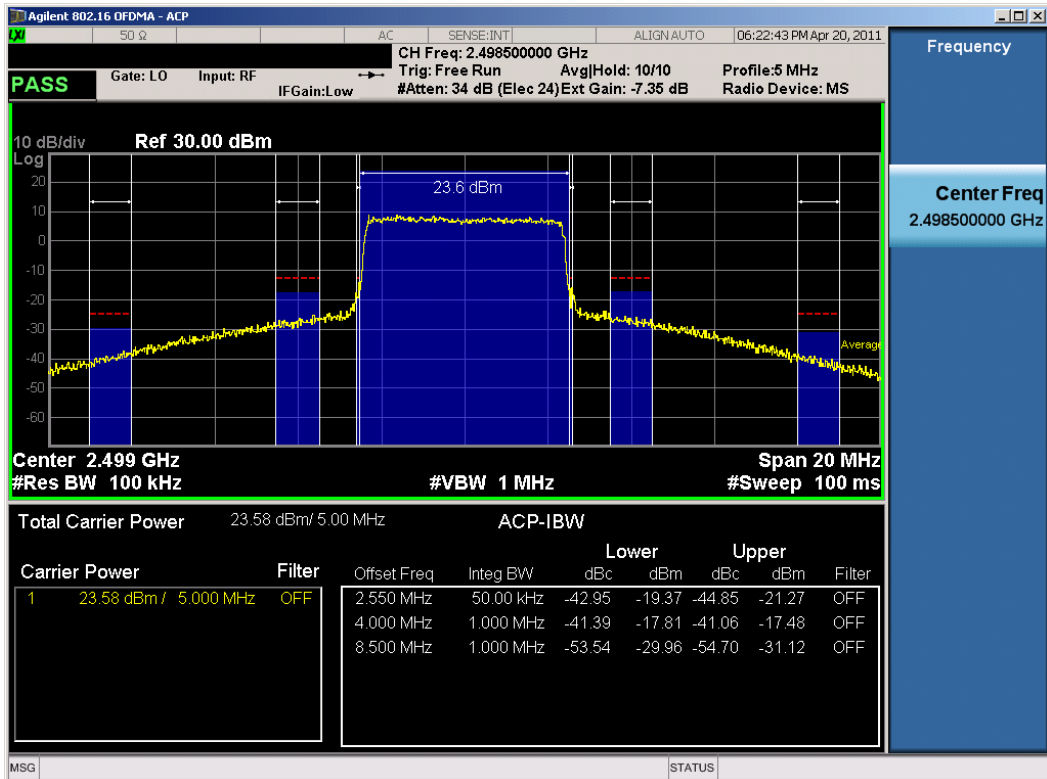 Agilent 802.16 OFDMA - ACP
LXI 50 Ω AC SENSE:INT ALIGN AUTO 06:22:43 PM Apr 20, 2011
Frequency
CH Freq: 2.498500000 GHz
PASS Gate: LO Input: RF Trig: Free Run Avg|Hold: 10/10 Profile:5 MHz
IFGain:Low #Atten: 34 dB (Elec 24) Ext Gain: -7.35 dB Radio Device: MS
10 dB/div Ref 30.00 dBm
Log
Center Freq
2.498500000 GHz
20
23.6 dBm
10
0
-10
-20
-30
Average
-40
-50
-60
Center 2.499 GHz Span 20 MHz
#Res BW 100 kHz #VBW 1 MHz #Sweep 100 ms
Total Carrier Power 23.58 dBm/ 5.00 MHz ACP-IBW
Lower Upper
Carrier Power Filter Offset Freq Integ BW dBc dBm dBc dBm Filter
1 23.58 dBm / 5.000 MHz OFF 2.550 MHz 50.00 kHz -42.95 -19.37 -44.85 -21.27 OFF
4.000 MHz 1.000 MHz -41.39 -17.81 -41.06 -17.48 OFF
8.500 MHz 1.000 MHz -53.54 -29.96 -54.70 -31.12 OFF
MSG STATUS